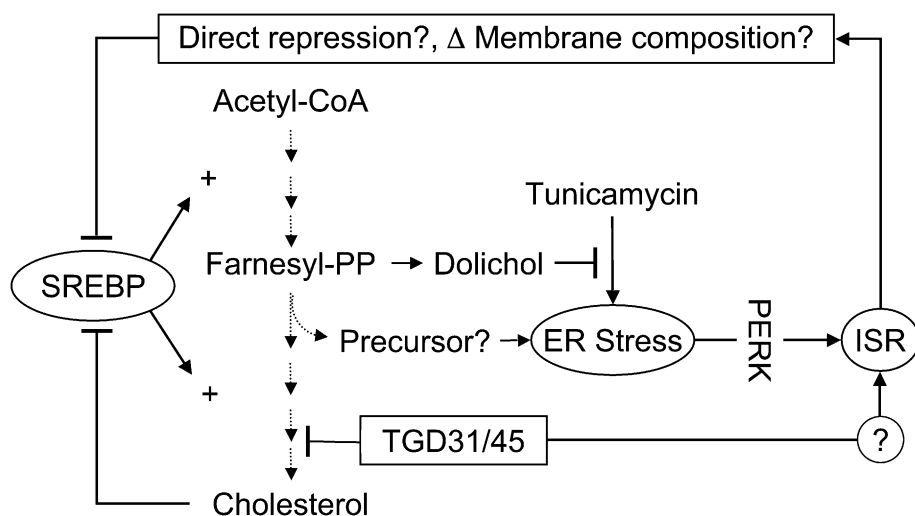 Direct repression?, Δ Membrane composition?
Acetyl-CoA
+
Tunicamycin
SREBP
Farnesyl-PP
Dolichol
Precursor?
ER Stress
PERK
ISR
+
TGD31/45
?
Cholesterol